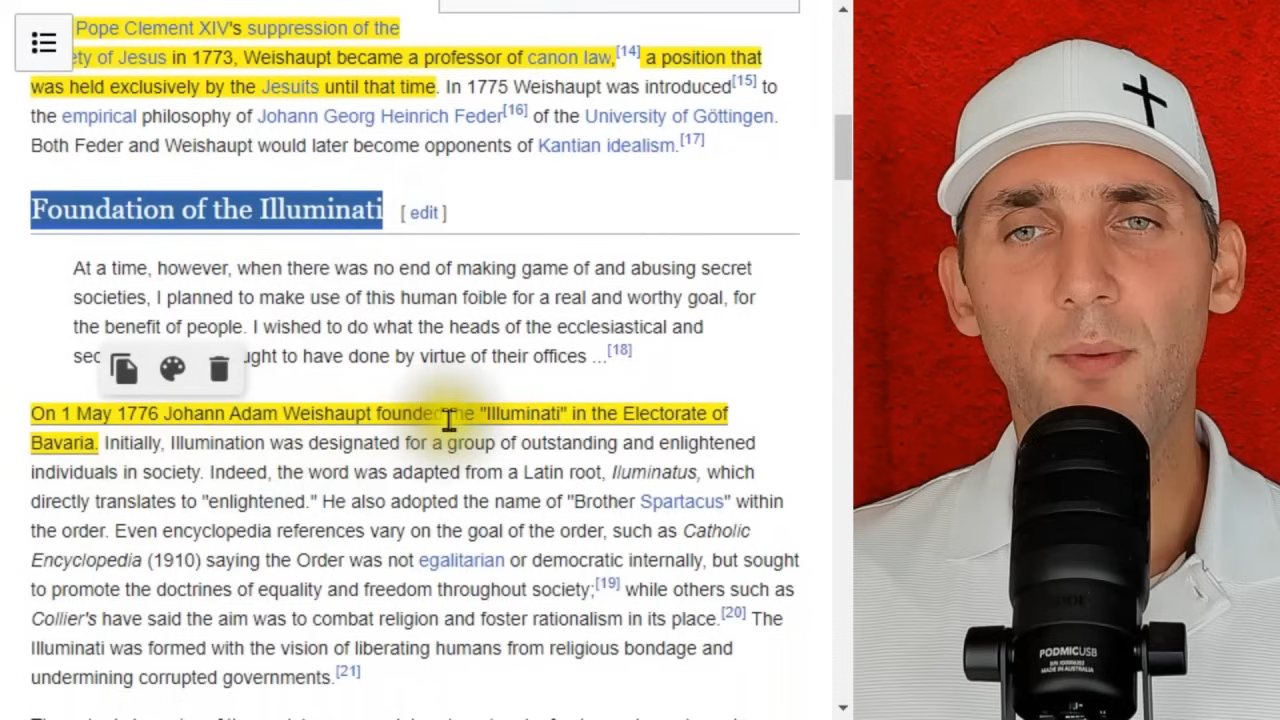 Pope Clement XIV's suppression of the
ety of Jesus in 1773, Weishaupt became a professor of canon law,[14] a position that
was held exclusively by the Jesuits until that time. In 1775 Weishaupt was introduced[15] to
the empirical philosophy of Johann Georg Heinrich Feder[16] of the University of Göttingen.
Both Feder and Weishaupt would later become opponents of Kantian idealism.[17]
Foundation of the Illuminati [ edit ]
At a time, however, when there was no end of making game of and abusing secret
societies, I planned to make use of this human foible for a real and worthy goal, for
the benefit of people. I wished to do what the heads of the ecclesiastical and
sec ught to have done by virtue of their offices ...[18]
On 1 May 1776 Johann Adam Weishaupt founded the "Illuminati" in the Electorate of
Bavaria. Initially, Illumination was designated for a group of outstanding and enlightened
individuals in society. Indeed, the word was adapted from a Latin root, Iluminatus, which
directly translates to "enlightened." He also adopted the name of "Brother Spartacus" within
the order. Even encyclopedia references vary on the goal of the order, such as Catholic
Encyclopedia (1910) saying the Order was not egalitarian or democratic internally, but sought
to promote the doctrines of equality and freedom throughout society;[19] while others such as
Collier's have said the aim was to combat religion and foster rationalism in its place.[20] The
Illuminati was formed with the vision of liberating humans from religious bondage and
undermining corrupted governments.[21]
PODMICUSB
MADE IN AUSTRALIA